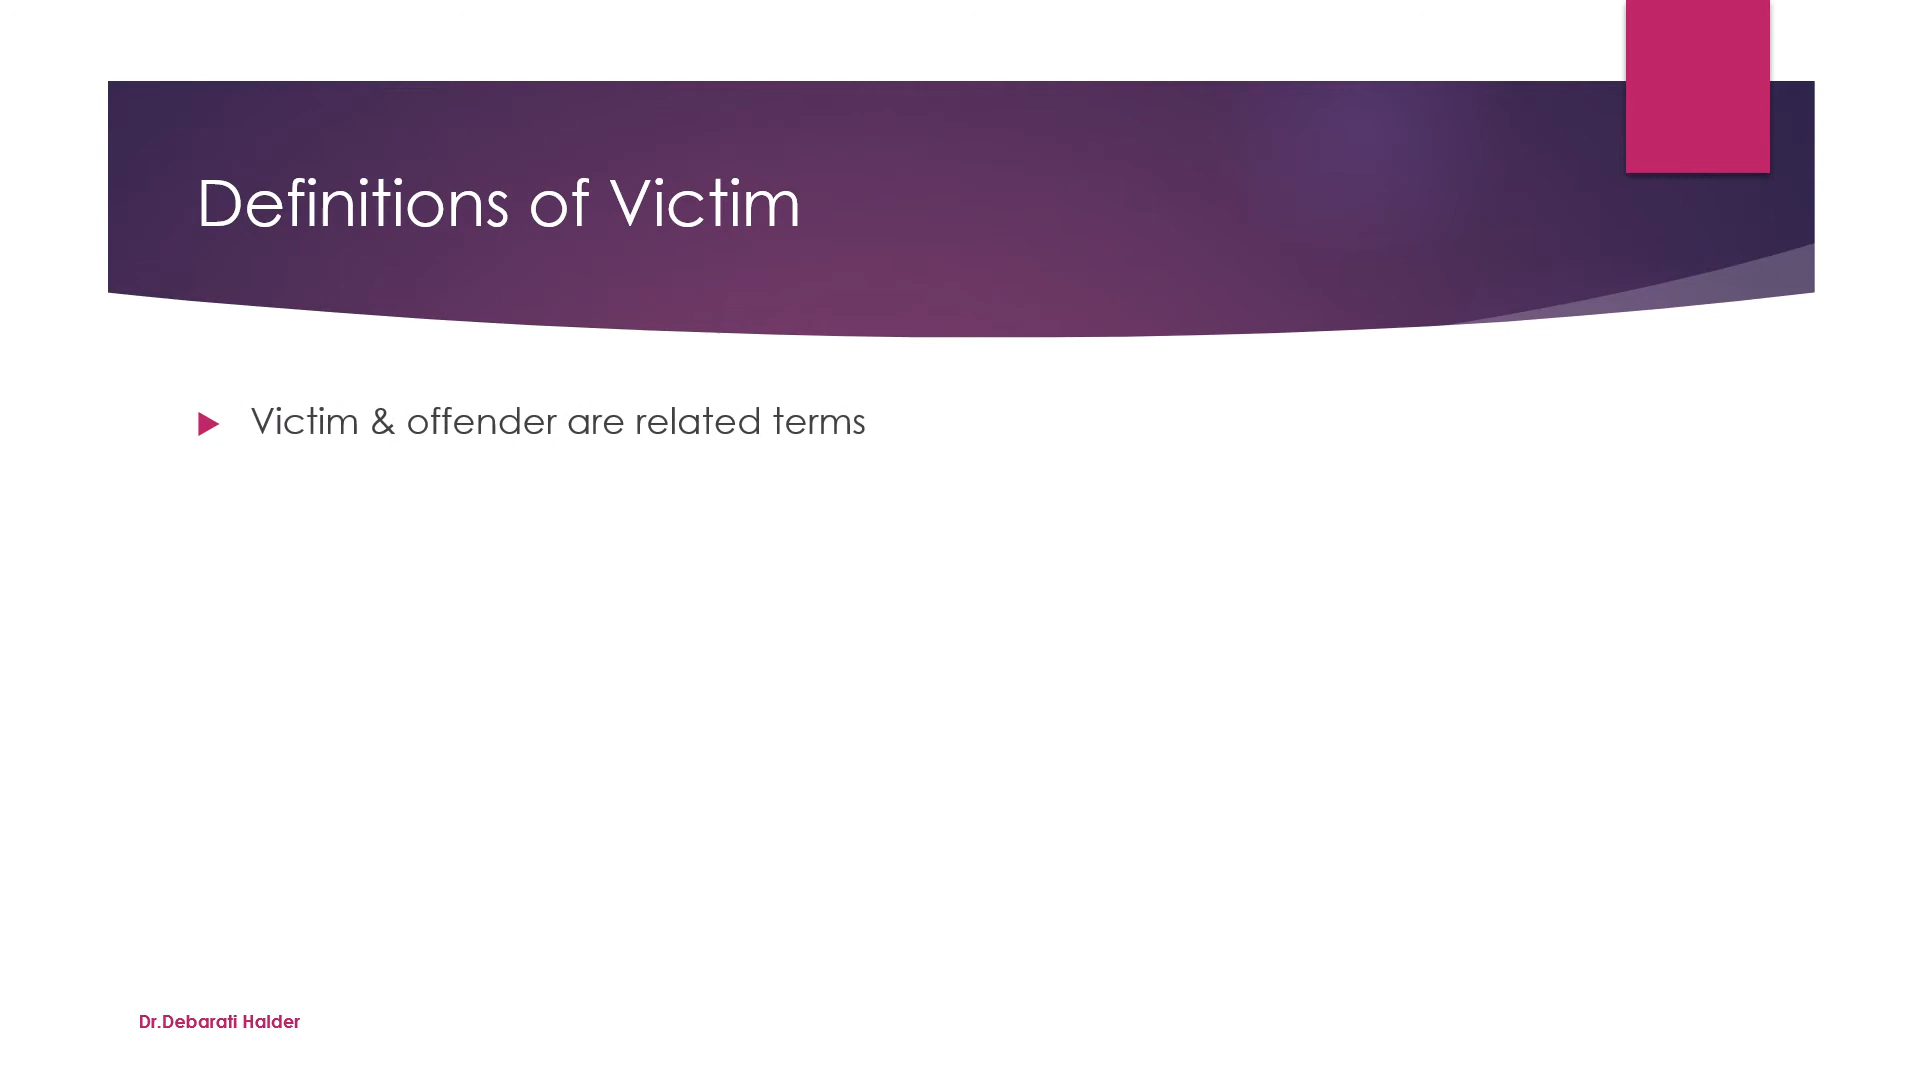 Definitions of Victim
Victim & offender are related terms
Dr.Debarati Halder